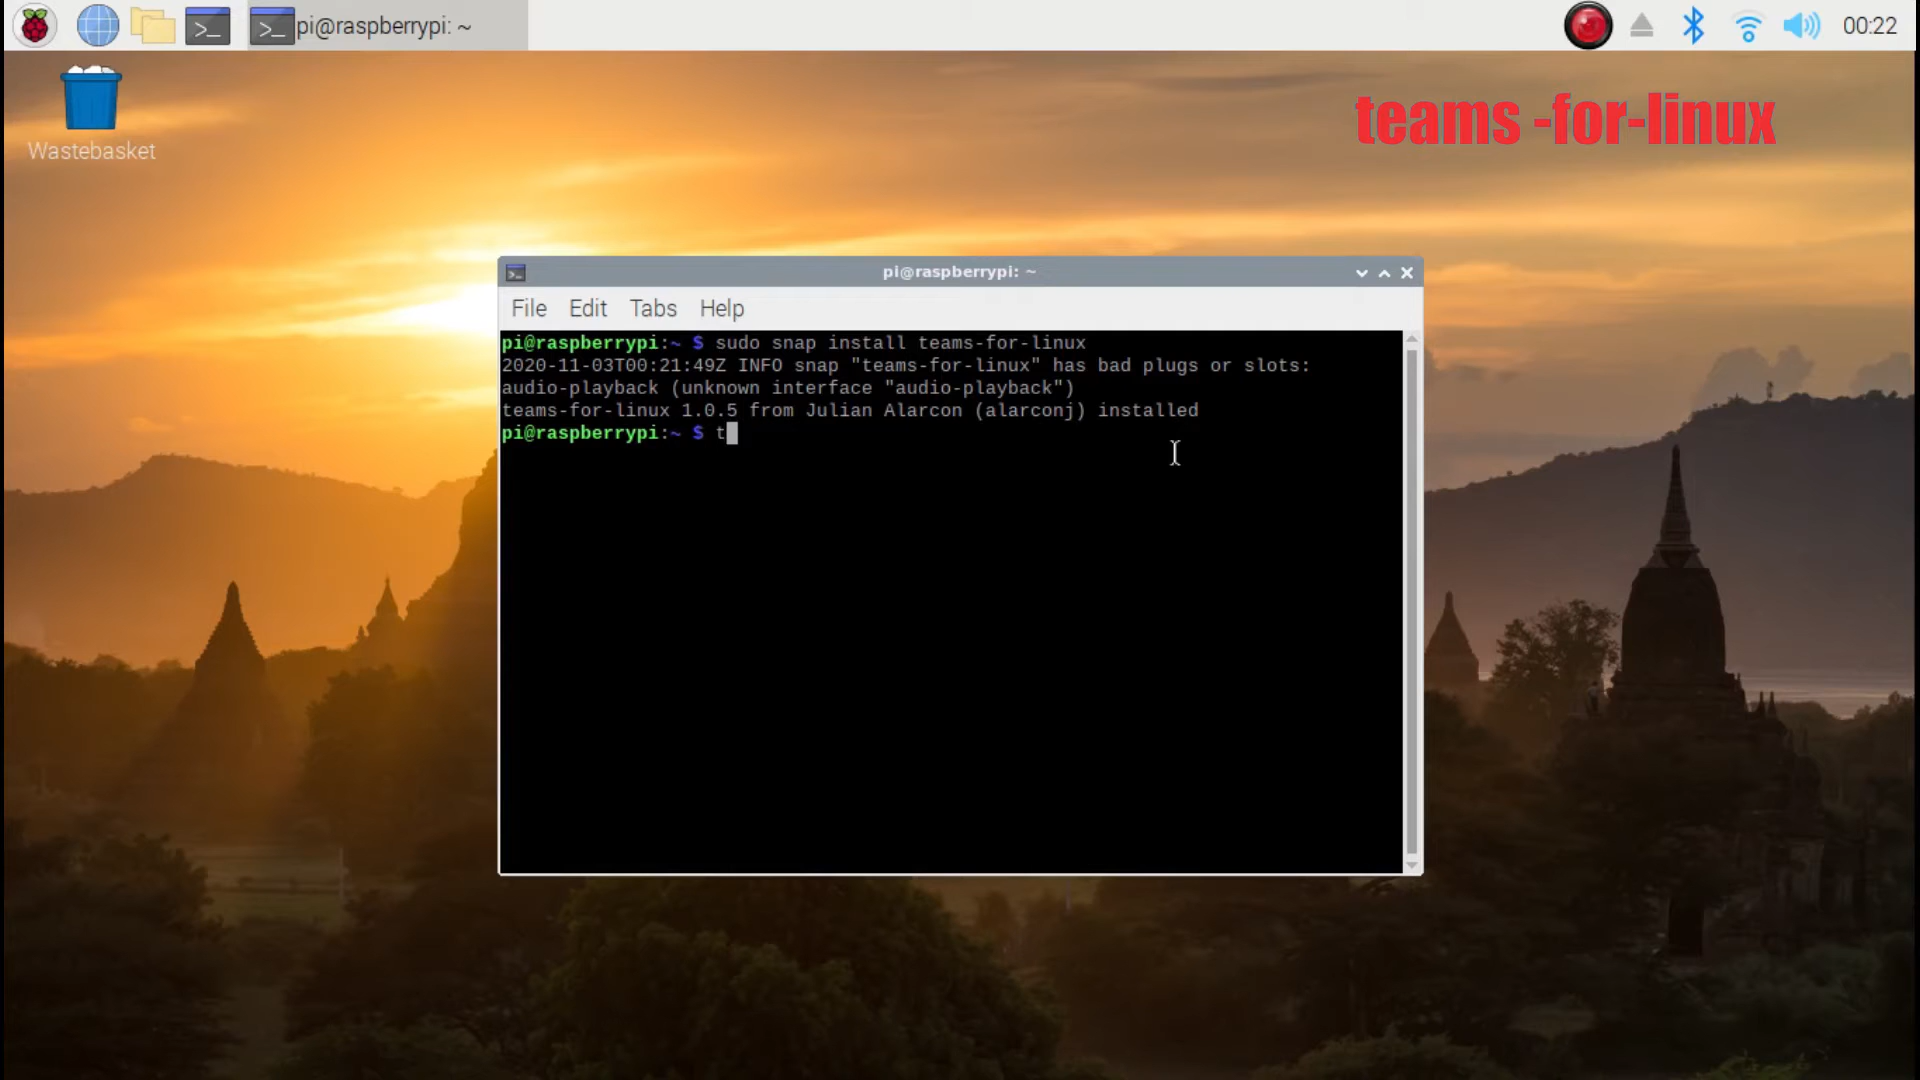 pi@raspberrypi: ~
00:22
Wastebasket
teams -for-linux
pi@raspberrypi: ~
File Edit Tabs Help
pi@raspberrypi:~ $ sudo snap install teams-for-linux
2020-11-03T00:21:49Z INFO snap "teams-for-linux" has bad plugs or slots:
audio-playback (unknown interface "audio-playback")
teams-for-linux 1.0.5 from Julian Alarcon (alarconj) installed
pi@raspberrypi:~ $ t